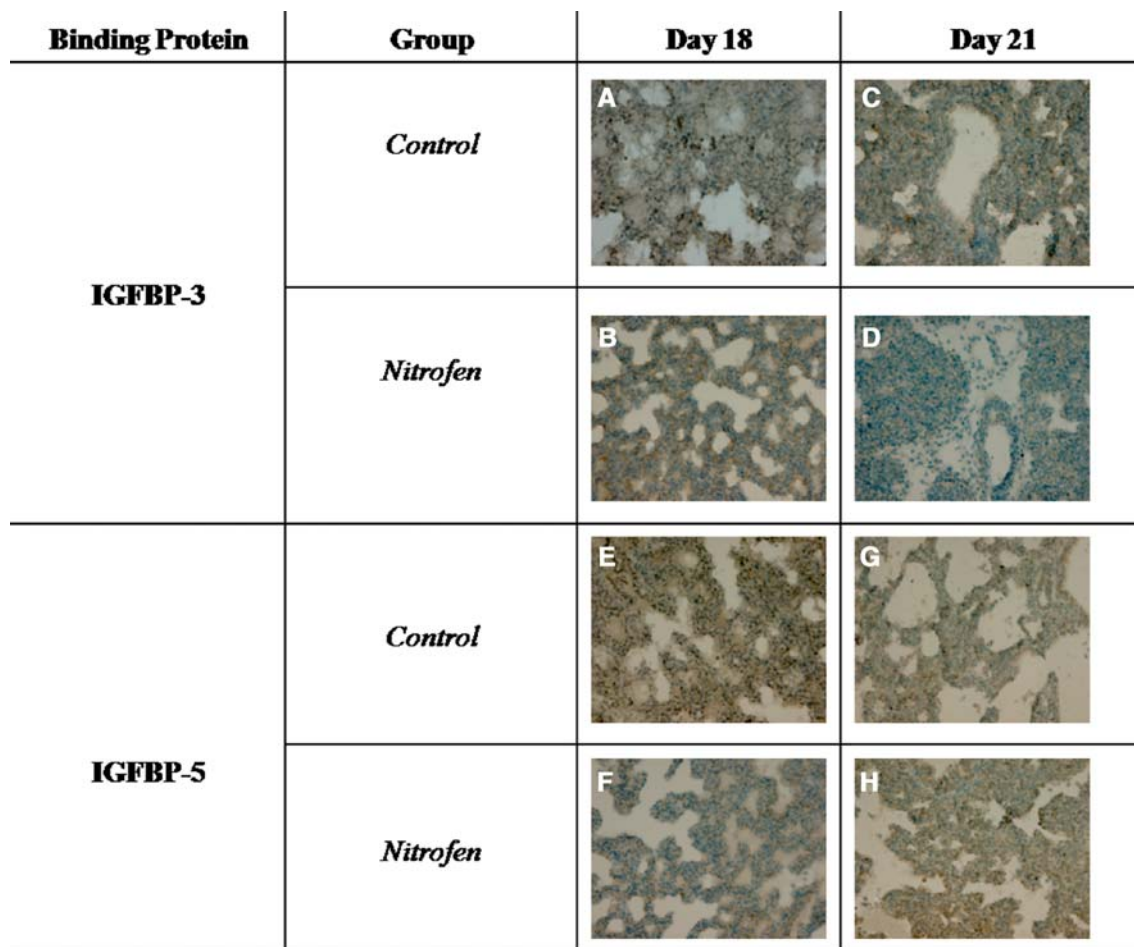 Binding Protein Group Day 18 Day 21
A C
Control
IGFBP-3
B D
Nitrofen
E G
Control
IGFBP-5
F H
Nitrofen